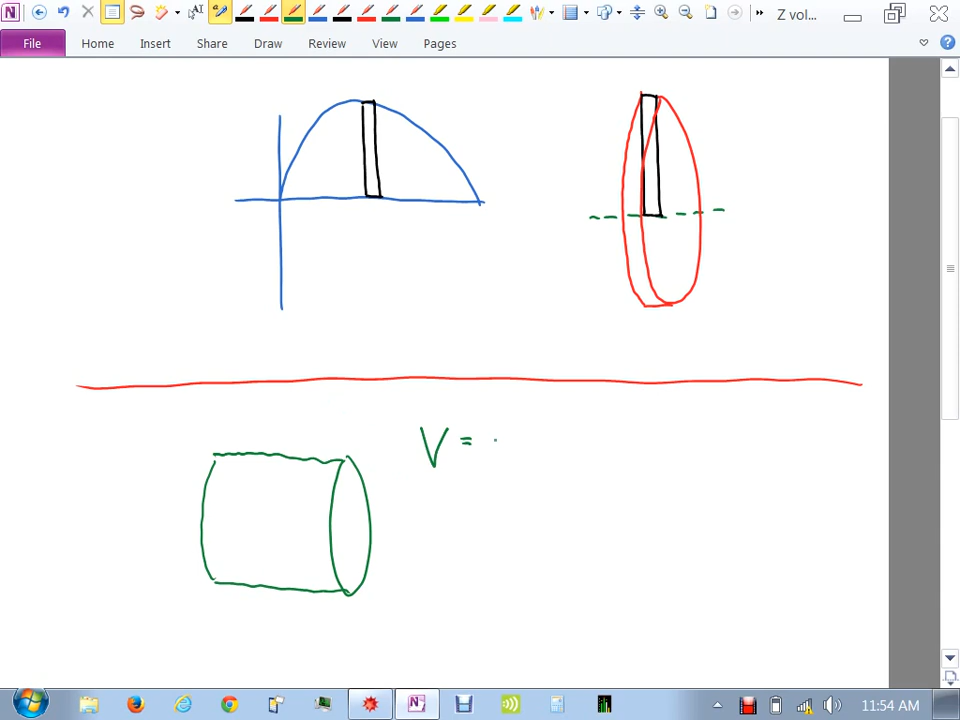 Z vol...
File Home Insert Share Draw Review View Pages
V =
11:54 AM